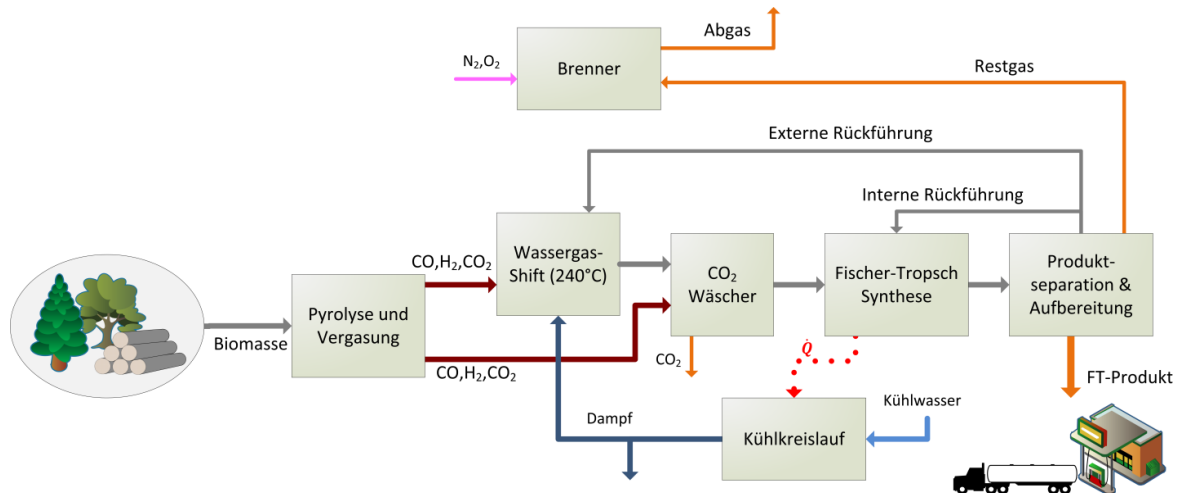 Abgas
N₂,O₂
Brenner
Restgas
Externe Rückführung
Interne Rückführung
CO,H₂,CO₂
Wassergas-
Shift (240°C)
CO₂
Wäscher
Fischer-Tropsch
Synthese
Produkt-
separation &
Aufbereitung
Pyrolyse und
Vergasung
Biomasse
CO,H₂,CO₂
CO₂
Q̇
FT-Produkt
Dampf
Kühlkreislauf
Kühlwasser